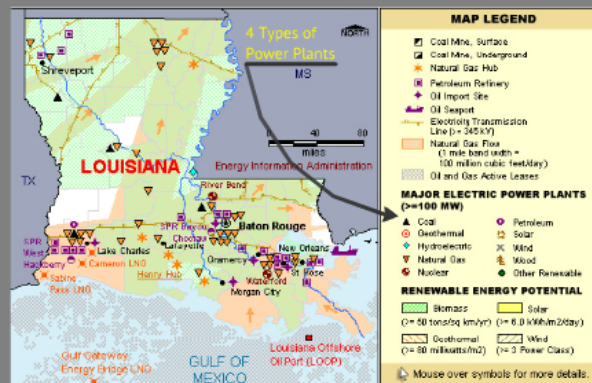 4 Types of
Power Plants
NORTH
Shreveport
MS
0 40 80
miles
LOUISIANA
Energy Information Administration
TX
River Bend
SPR Bayou
Choctaw
Baton Rouge
SPR
West
Hackberry
Lake Charles
Lafayette
Gramercy
New Orleans
St Rose
Cameron LNG
Henry Hub
Waterford
Sabine
Pass LNG
Morgan City
Louisiana Offshore
Oil Port (LOOP)
Gulf Gateway
Energy Bridge LNG
GULF OF
MEXICO
MAP LEGEND
Coal Mine, Surface
Coal Mine, Underground
Natural Gas Hub
Petroleum Refinery
Oil Import Site
Oil Seaport
Electricity Transmission
Line (>= 345 kV)
Natural Gas Flow
(1 mile band width =
100 million cubic feet/day)
Oil and Gas Active Leases
MAJOR ELECTRIC POWER PLANTS
(>=100 MW)
Coal Petroleum
Geothermal Solar
Hydroelectric Wind
Natural Gas Wood
Nuclear Other Renewable
RENEWABLE ENERGY POTENTIAL
Biomass Solar
(>= 50 tons/sq km/yr) (>= 6.0 kWh/m2/day)
Geothermal Wind
(>= 80 milliwatts/m2) (>= 3 Power Class)
Mouse over symbols for more details.